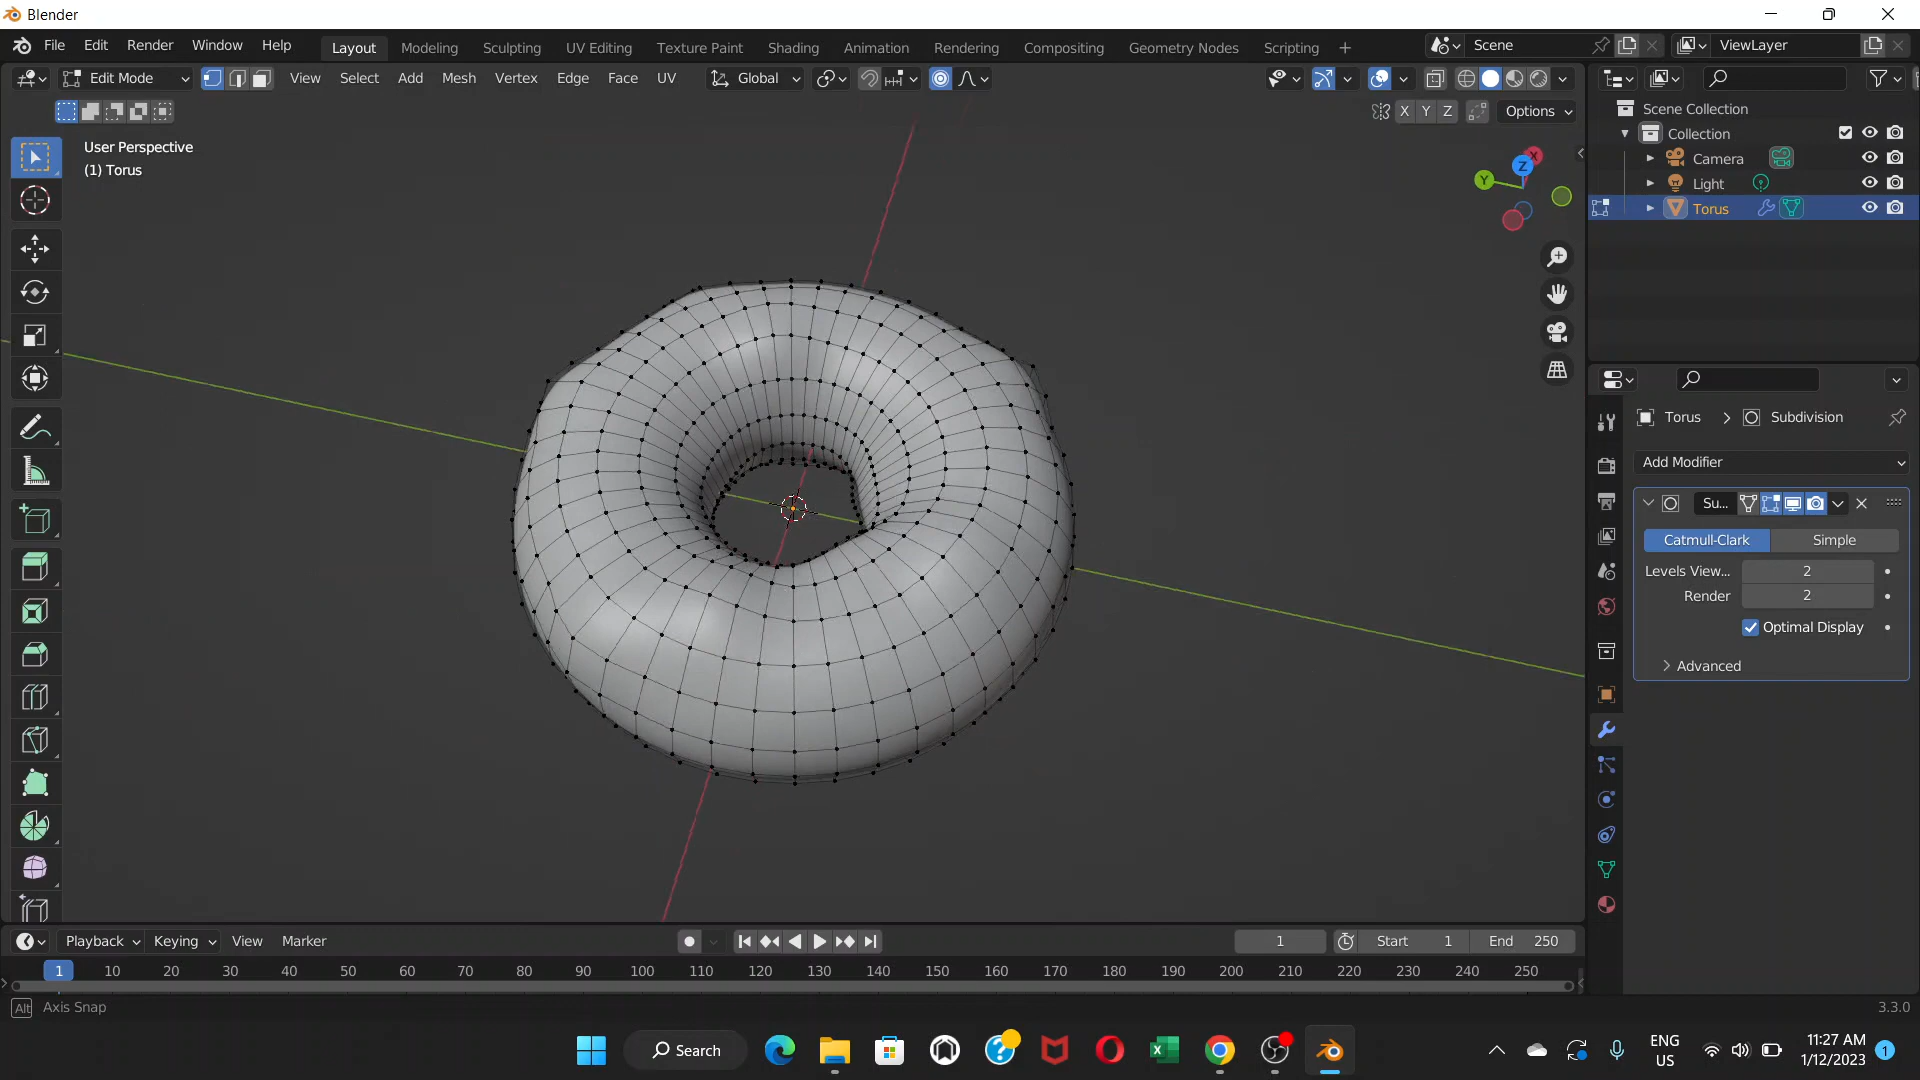 Blender
File Edit Render Window Help Layout Modeling Sculpting UV Editing Texture Paint Shading Animation Rendering Compositing Geometry Nodes Scripting + Scene ViewLayer
Edit Mode View Select Add Mesh Vertex Edge Face UV Global
X Y Z Options
User Perspective
(1) Torus
X
Z
Y
Scene Collection
Collection
Camera
Light
Torus
Torus > Subdivision
Add Modifier
Su...
Catmull-Clark Simple
Levels View... 2
Render 2
Optimal Display
Advanced
Playback Keying View Marker 1 Start 1 End 250
1 10 20 30 40 50 60 70 80 90 100 110 120 130 140 150 160 170 180 190 200 210 220 230 240 250
Alt Axis Snap 3.3.0
Search
ENG
US
11:27 AM
1/12/2023
1